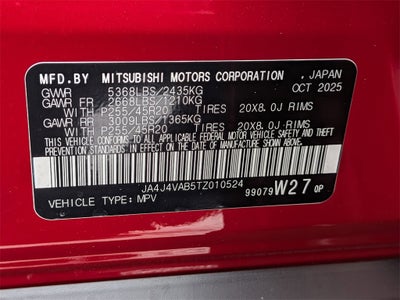 MFD.BY MITSUBISHI MOTORS CORPORATION , JAPAN
GVWR 5368LBS/2435KG OCT 2025
GAWR FR 2668LBS/1210KG
WITH P255/45R20 TIRES 20X8.0J RIMS
GAWR RR 3009LBS/1365KG
WITH P255/45R20 TIRES 20X8.0J RIMS
THIS VEHICLE CONFORMS TO ALL APPLICABLE U.S. FEDERAL MOTOR VEHICLE
SAFETY STANDARDS IN EFFECT ON THE DATE OF MANUFACTURE SHOWN ABOVE.
JA4J4VAB5TZ010524
99079 W27 0P
VEHICLE TYPE: MPV